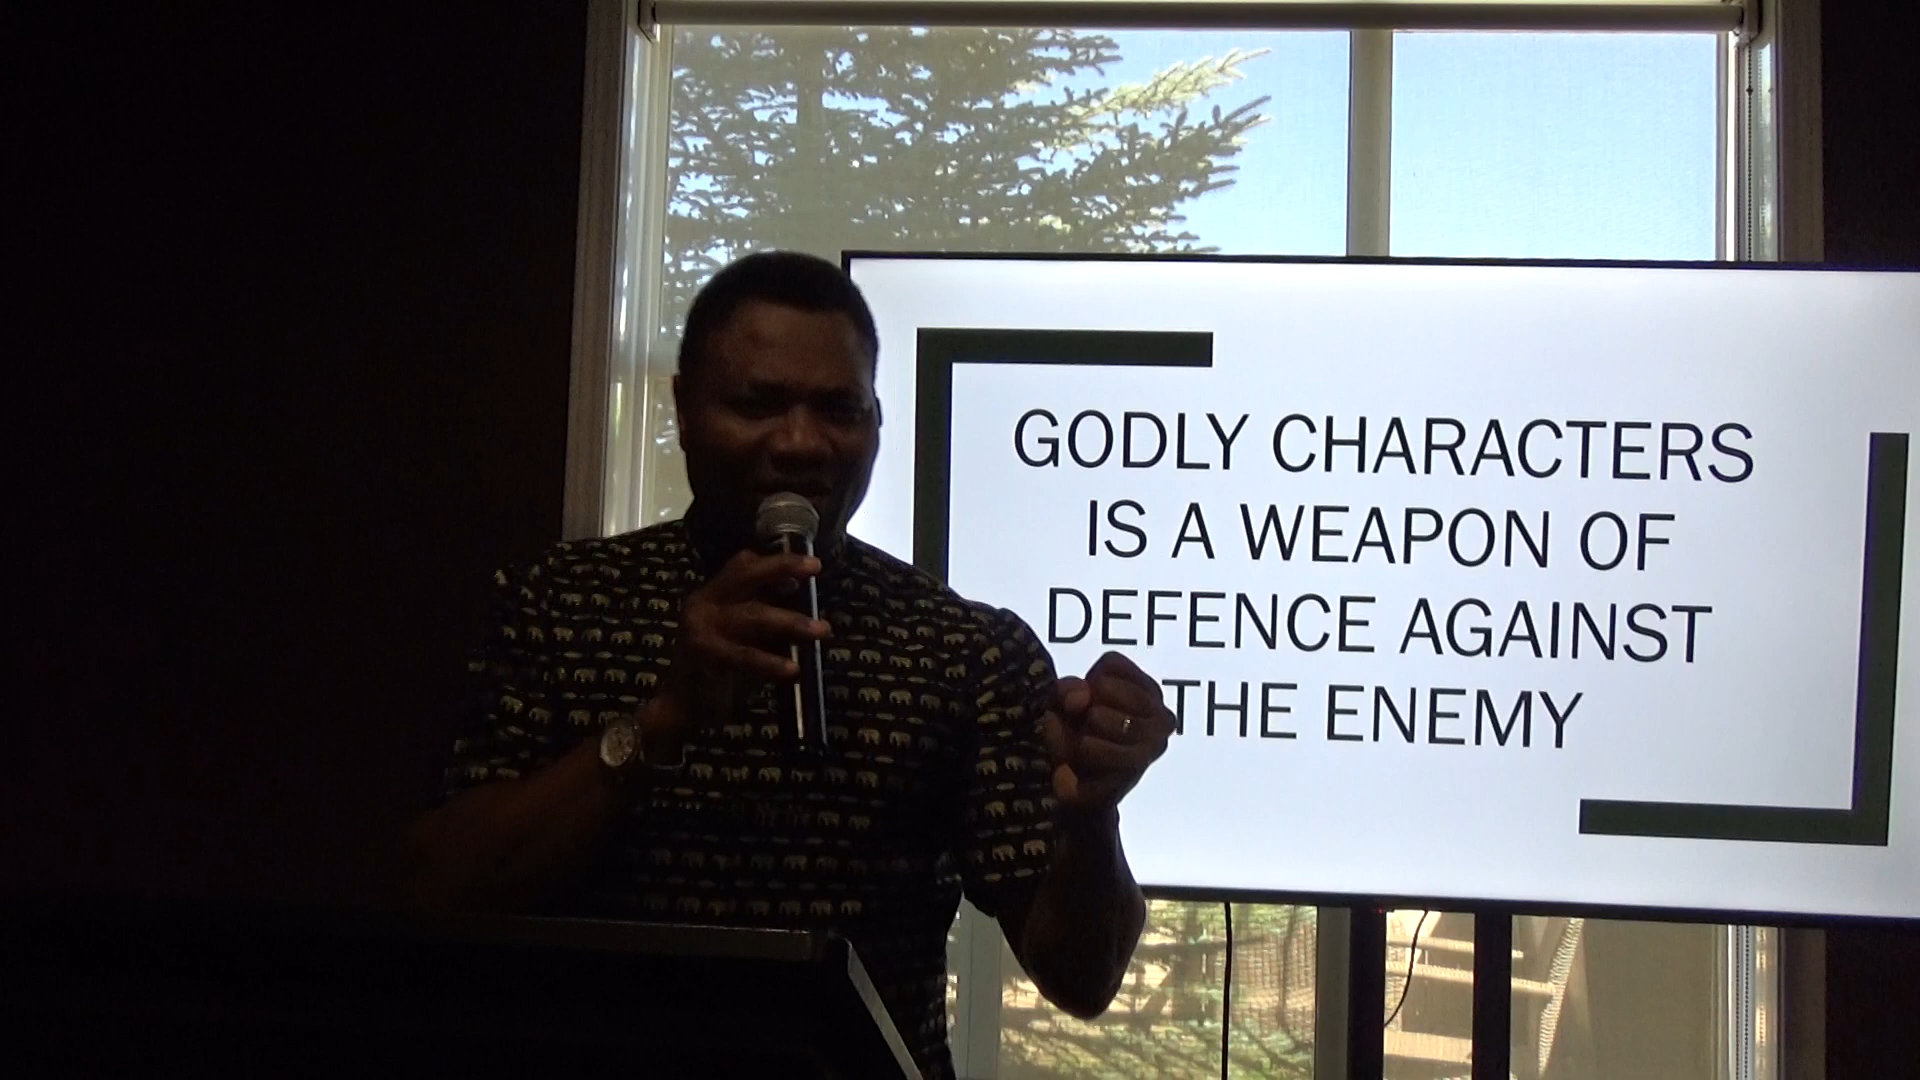 GODLY CHARACTERS
IS A WEAPON OF
DEFENCE AGAINST
THE ENEMY